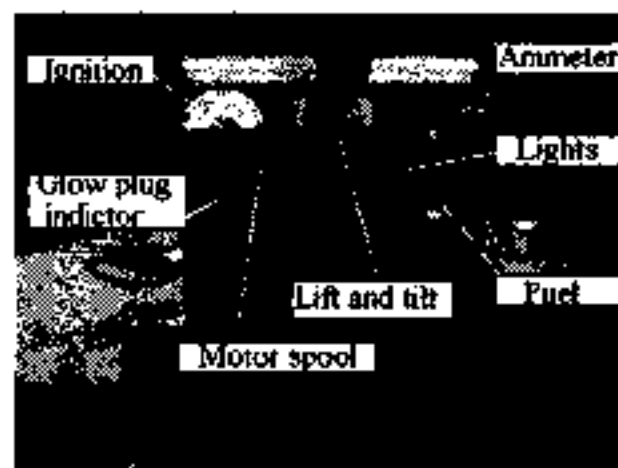 Ignition
Ammeter
Lights
Glow plug
indictor
Lift and tilt
Fuel
Motor spool